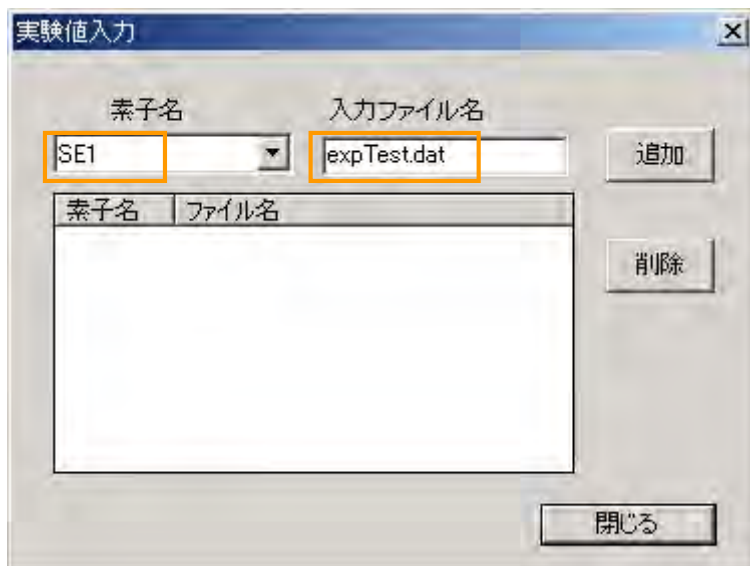 実験値入力
素子名 入力ファイル名
SE1 expTest.dat 追加
素子名 ファイル名
削除
閉じる